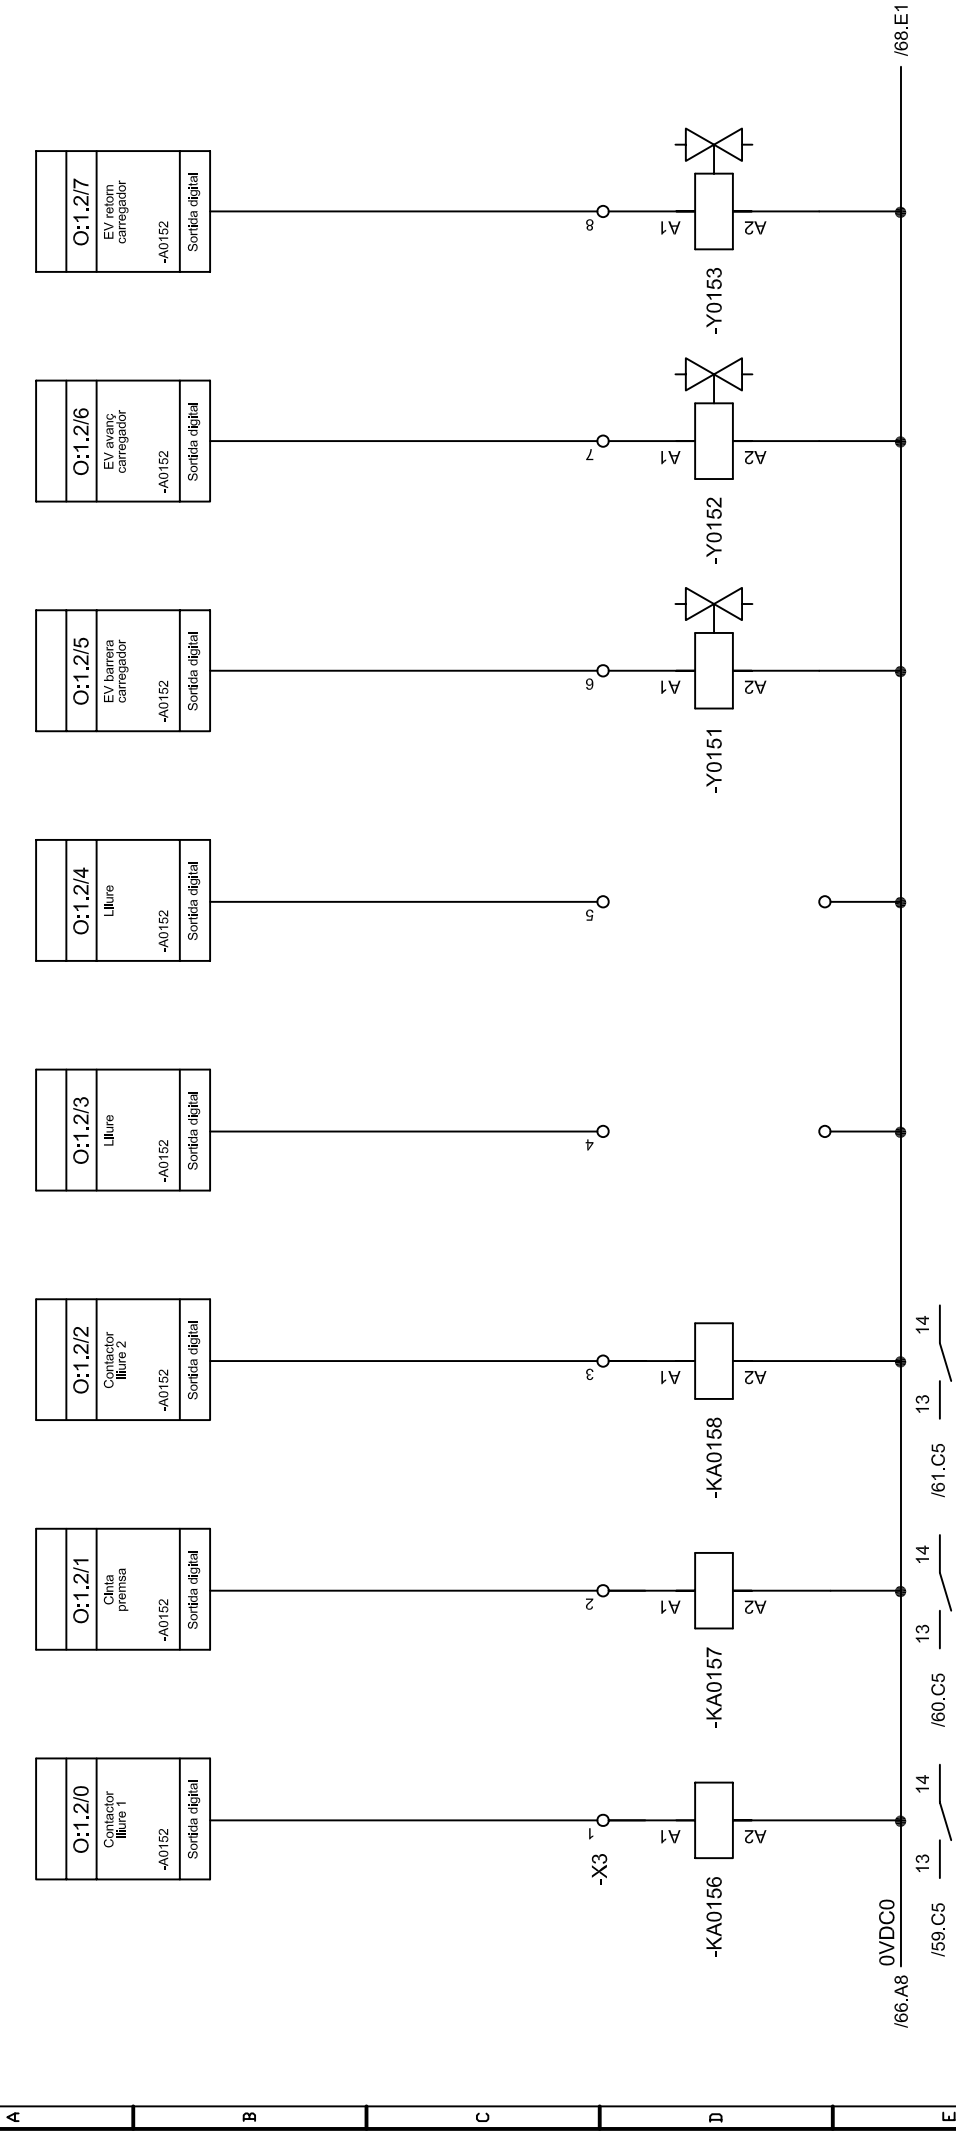 O:1.2/0
Contactor
lliure 1
-A0152
Sortida digital
O:1.2/1
Cinta
premsa
-A0152
Sortida digital
O:1.2/2
Contactor
lliure 2
-A0152
Sortida digital
O:1.2/3
Lliure
-A0152
Sortida digital
O:1.2/4
Lliure
-A0152
Sortida digital
O:1.2/5
EV barrera
carregador
-A0152
Sortida digital
O:1.2/6
EV avanç
carregador
-A0152
Sortida digital
O:1.2/7
EV retorn
carregador
-A0152
Sortida digital
-X3
1
2
3
4
5
6
7
8
A1
A1
A1
A1
A1
A1
-KA0156
-KA0157
-KA0158
-Y0151
-Y0152
-Y0153
A2
A2
A2
A2
A2
A2
/66.A8
0VDC0
/68.E1
/59.C5
13
14
/60.C5
13
14
/61.C5
13
14
A
B
C
D
E